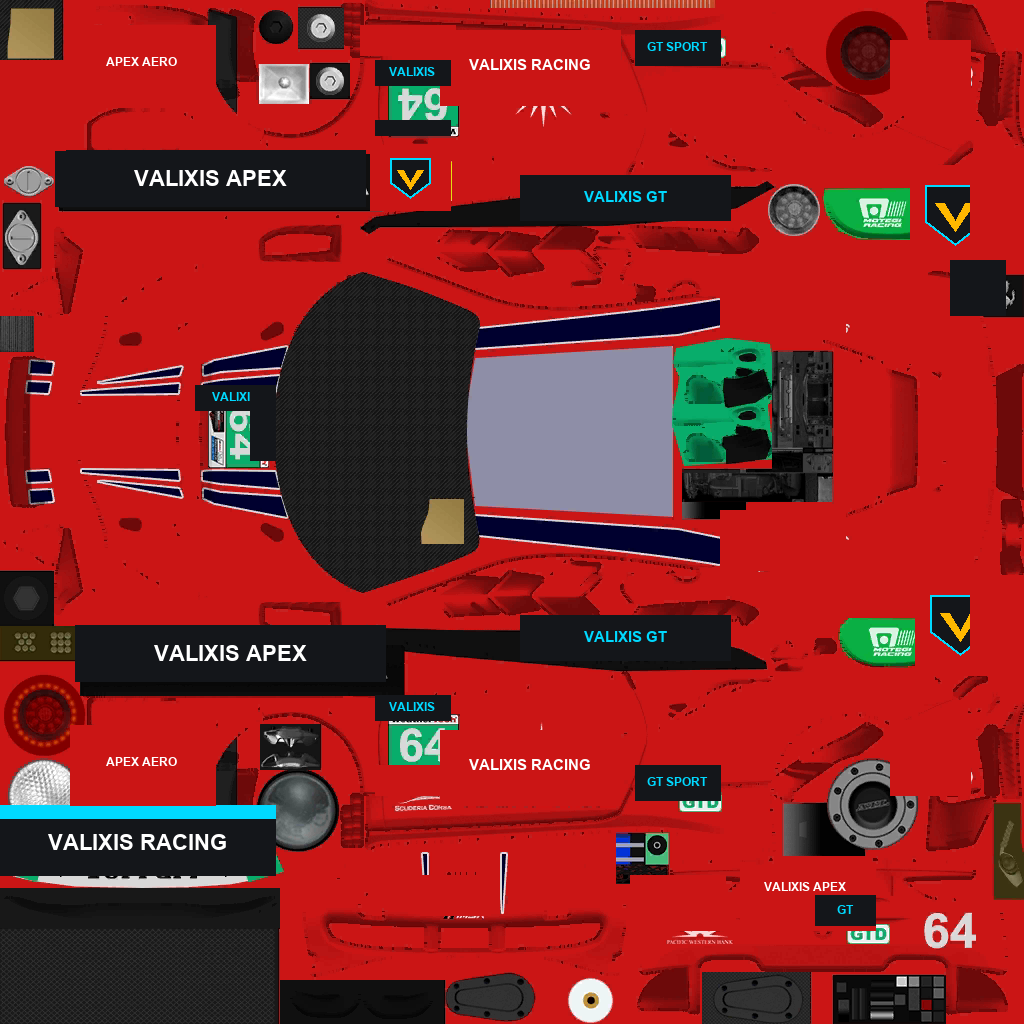 APEX AERO
VALIXIS
64
VALIXIS RACING
GT SPORT
VALIXIS APEX
VALIXIS GT
MOTEGI
RACING
VALIXI
64
VALIXIS APEX
VALIXIS GT
MOTEGI
RACING
VALIXIS
64
APEX AERO
VALIXIS RACING
GT SPORT
GTD
SCUDERIA CORSA
VALIXIS RACING
VALIXIS APEX
GT
GTD
64
PACIFIC WESTERN BANK